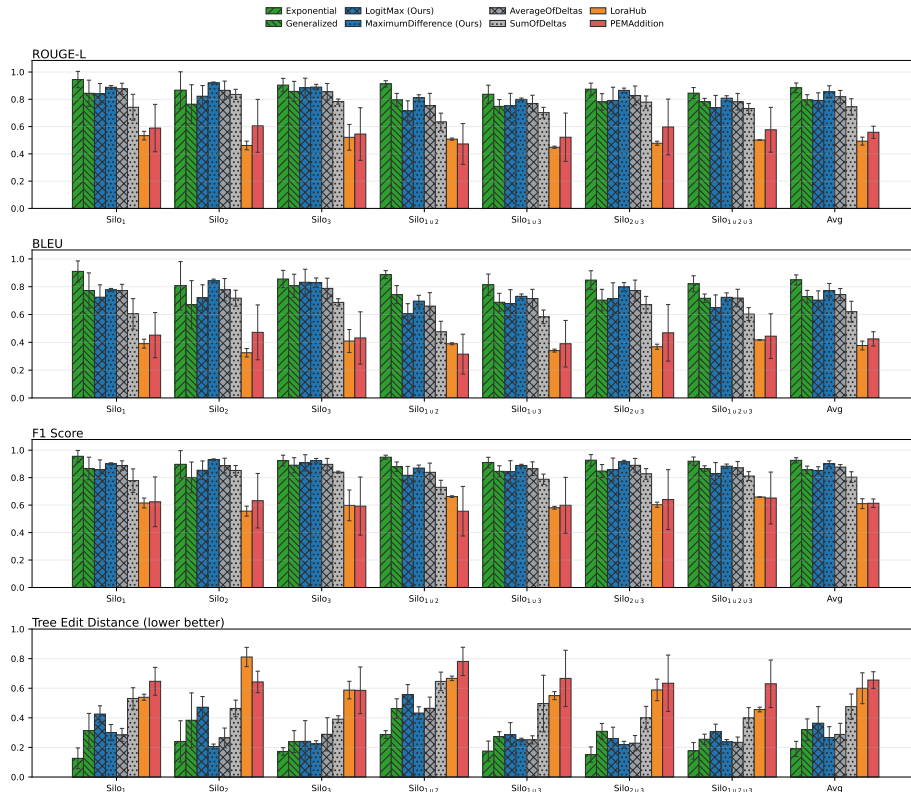 Exponential LogitMax (Ours) AverageOfDeltas LoraHub
Generalized MaximumDifference (Ours) SumOfDeltas PEMAddition
ROUGE-L
1.0
0.8
0.6
0.4
0.2
0.0
Silo₁ Silo₂ Silo₃ Silo₁ ∪ ₂ Silo₁ ∪ ₃ Silo₂ ∪ ₃ Silo₁ ∪ ₂ ∪ ₃ Avg
BLEU
1.0
0.8
0.6
0.4
0.2
0.0
Silo₁ Silo₂ Silo₃ Silo₁ ∪ ₂ Silo₁ ∪ ₃ Silo₂ ∪ ₃ Silo₁ ∪ ₂ ∪ ₃ Avg
F1 Score
1.0
0.8
0.6
0.4
0.2
0.0
Silo₁ Silo₂ Silo₃ Silo₁ ∪ ₂ Silo₁ ∪ ₃ Silo₂ ∪ ₃ Silo₁ ∪ ₂ ∪ ₃ Avg
Tree Edit Distance (lower better)
1.0
0.8
0.6
0.4
0.2
0.0
Silo₁ Silo₂ Silo₃ Silo₁ ∪ ₂ Silo₁ ∪ ₃ Silo₂ ∪ ₃ Silo₁ ∪ ₂ ∪ ₃ Avg